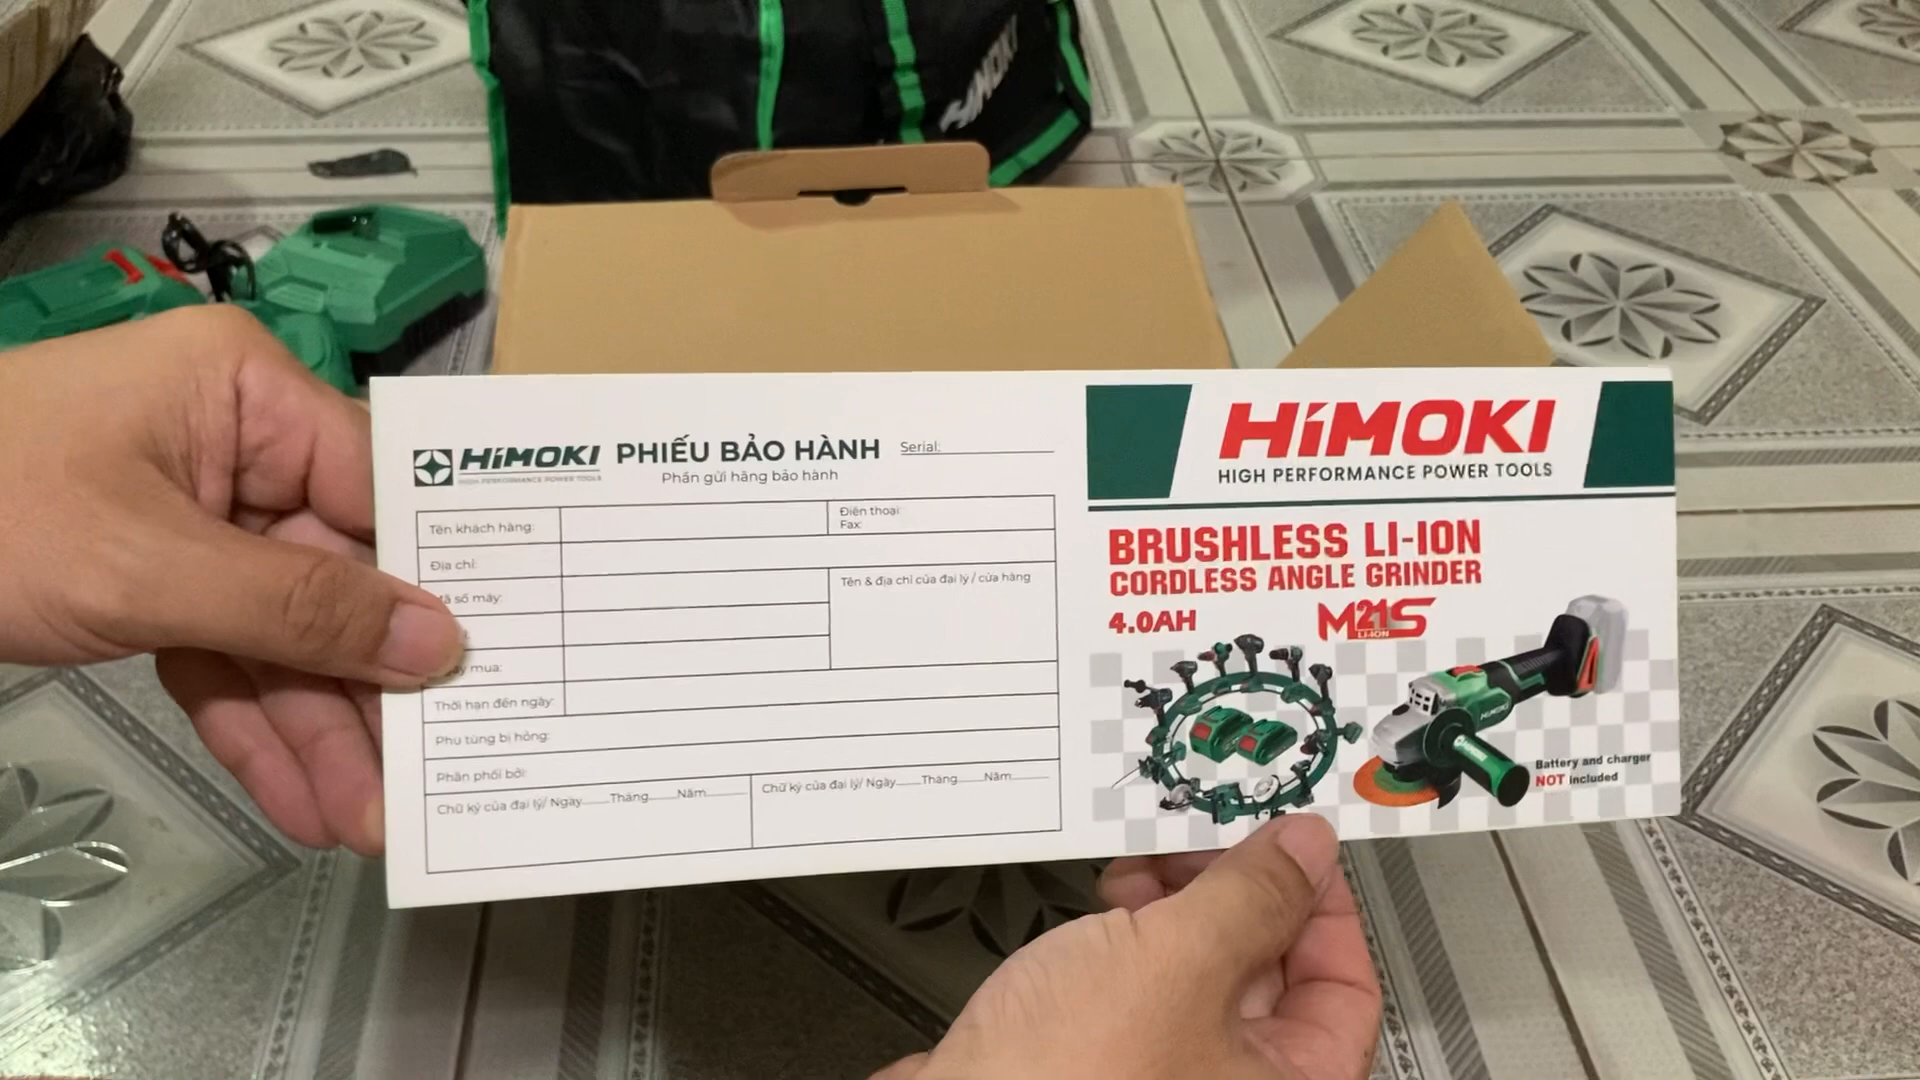 HiMOKI
HiMOKI
HIGH PERFORMANCE POWER TOOLS
PHIẾU BẢO HÀNH
Phần gửi hãng bảo hành
Serial:
Tên khách hàng:
Điện thoại:
Fax:
Địa chỉ:
số máy:
Tên & địa chỉ của đại lý / cửa hàng
mua:
Thời hạn đến ngày:
Phụ tùng bị hỏng:
Phân phối bởi:
Chữ ký của đại lý/ Ngày......Tháng......Năm......
Chữ ký của đại lý/ Ngày......Tháng......Năm......
HiMOKI
HIGH PERFORMANCE POWER TOOLS
BRUSHLESS LI-ION
CORDLESS ANGLE GRINDER
4.0AH
M21S
LI-ION
HiMOKI
Battery and charger
NOT included